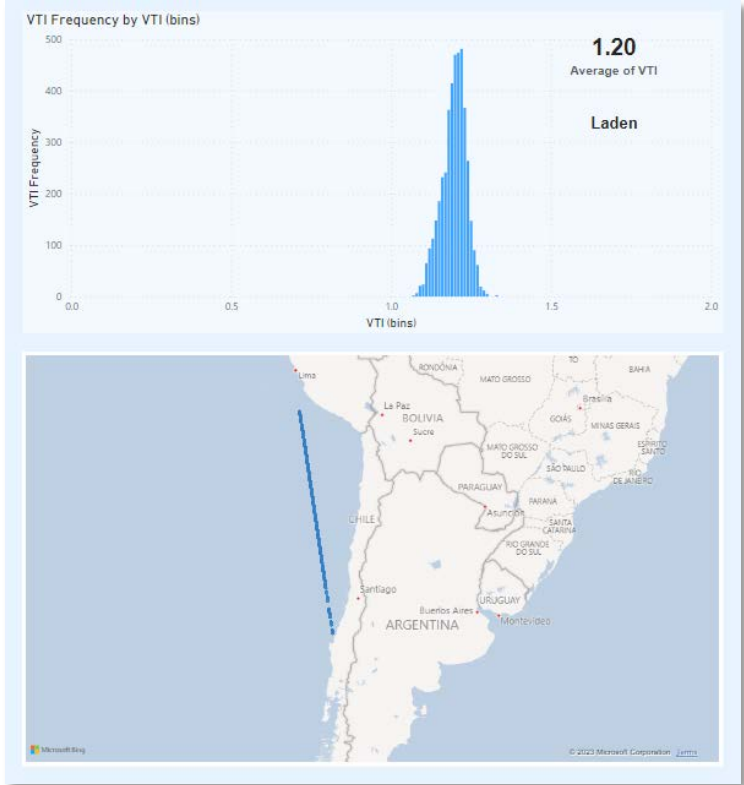 VTI Frequency by VTI (bins)
500
400
300
200
100
0
VTI Frequency
0.0
0.5
1.0
1.5
2.0
VTI (bins)
1.20
Average of VTI
Laden
Lima
RONDÔNIA
TO
BAHIA
MATO GROSSO
La Paz
BOLIVIA
Sucre
Brasília
GOIÁS
MINAS GERAIS
MATO GROSSO
DO SUL
ESPÍRITO
SANTO
SÃO PAULO
RIO
DE JANEIRO
PARAGUAY
PARANÁ
Asunción
CHILE
SANTA
CATARINA
RIO GRANDE
DO SUL
Santiago
URUGUAY
Buenos Aires
Montevideo
ARGENTINA
Microsoft Bing
© 2023 Microsoft Corporation Terms